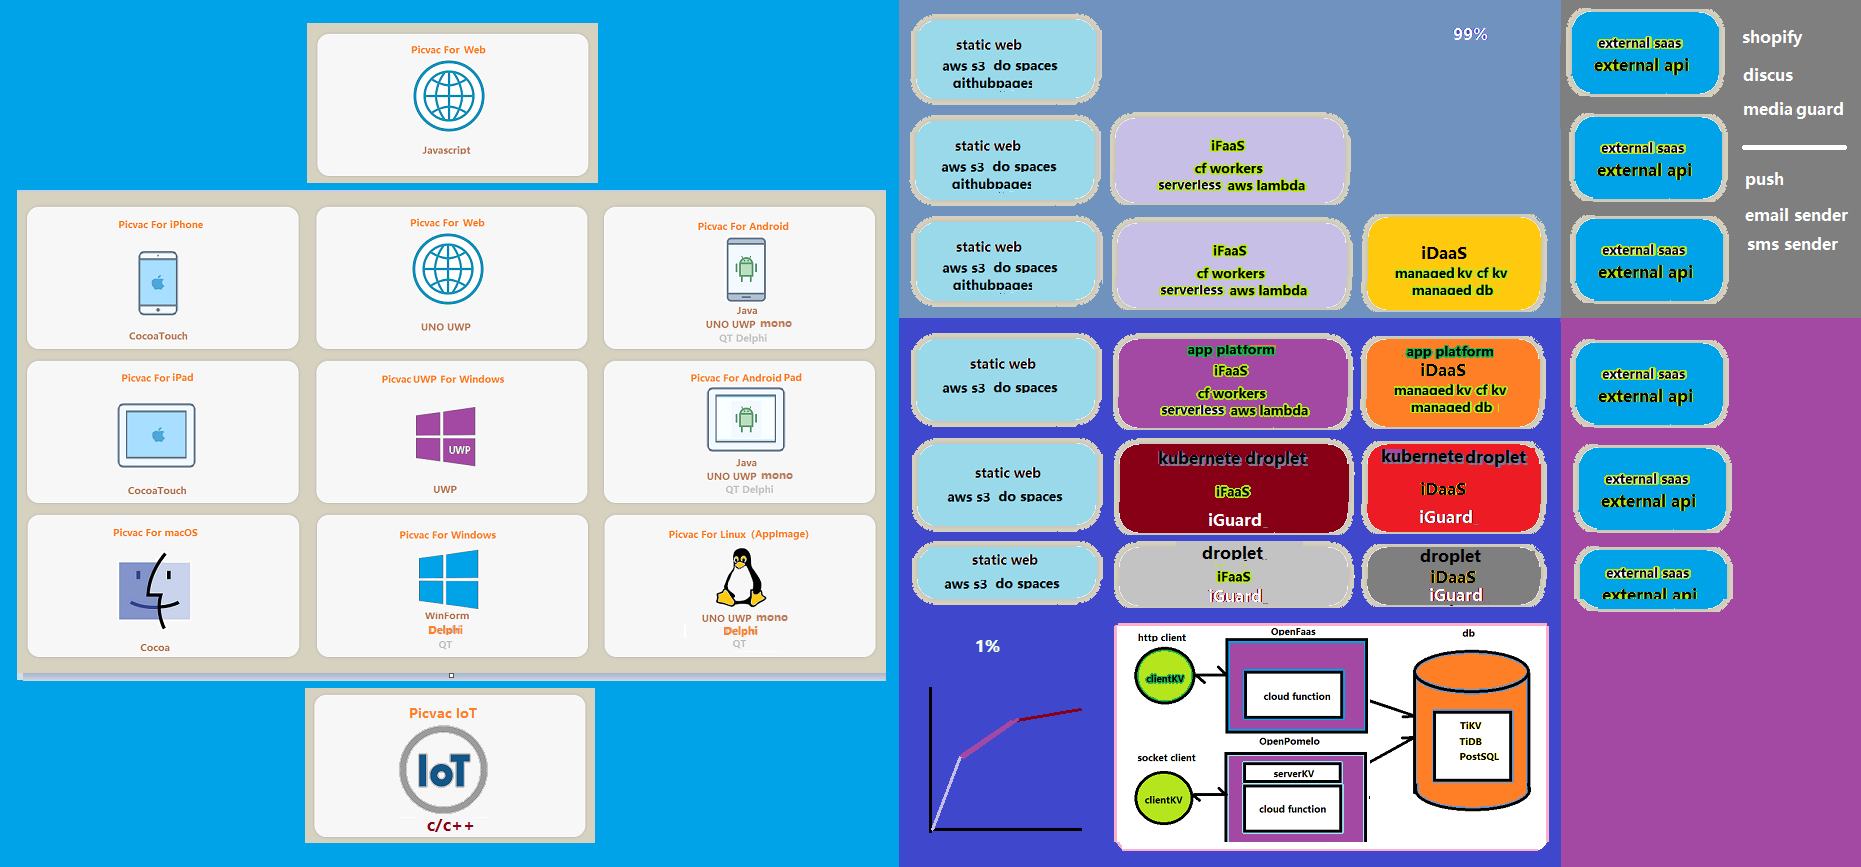 Picvac For Web
Javascript
Picvac For iPhone
CocoaTouch
Picvac For Web
UNO UWP
Picvac For Android
Java
UNO UWP mono
QT Delphi
Picvac For iPad
CocoaTouch
Picvac UWP For Windows
UWP
UWP
Picvac For Android Pad
Java
UNO UWP mono
QT Delphi
Picvac For macOS
Cocoa
Picvac For Windows
WinForm
Delphi
QT
Picvac For Linux (AppImage)
UNO UWP mono
Delphi
QT
Picvac IoT
IoT
c/c++
static web
aws s3 do spaces
githubpages
99%
static web
aws s3 do spaces
githubpages
iFaaS
cf workers
serverless aws lambda
static web
aws s3 do spaces
githubpages
iFaaS
cf workers
serverless aws lambda
iDaaS
managed kv cf kv
managed db
external saas
external api
external saas
external api
external saas
external api
shopify
discus
media guard
push
email sender
sms sender
static web
aws s3 do spaces
app platform
iFaaS
cf workers
serverless aws lambda
app platform
iDaaS
managed kv cf kv
managed db
external saas
external api
static web
aws s3 do spaces
kubernete droplet
iFaaS
iGuard
kubernete droplet
iDaaS
iGuard
external saas
external api
static web
aws s3 do spaces
droplet
iFaaS
iGuard
droplet
iDaaS
iGuard
external saas
external api
1%
http client
clientKV
OpenFaas
cloud function
db
TiKV
TiDB
PostSQL
OpenPomelo
socket client
clientKV
serverKV
cloud function